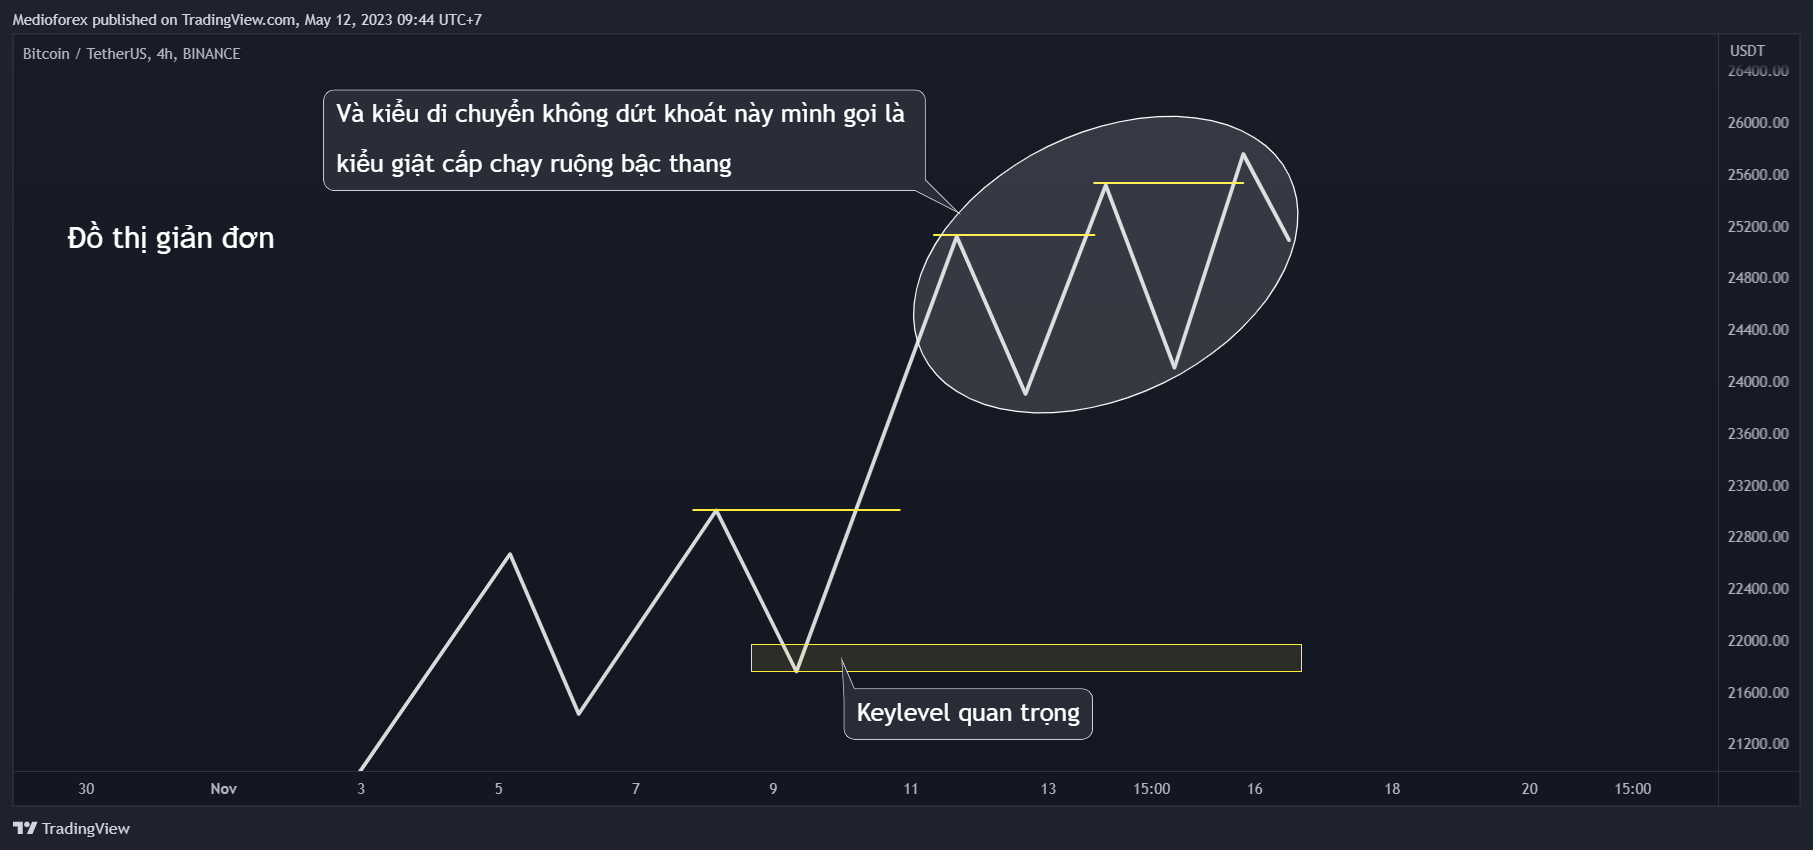 Medioforex published on TradingView.com, May 12, 2023 09:44 UTC+7
Bitcoin / TetherUS, 4h, BINANCE
USDT
26400.00
Và kiểu di chuyển không dứt khoát này mình gọi là
kiểu giật cấp chạy ruộng bậc thang
26000.00
25600.00
Đồ thị giản đơn
25200.00
24800.00
24400.00
24000.00
23600.00
23200.00
22800.00
22400.00
22000.00
21600.00
Keylevel quan trọng
21200.00
30 Nov 3 5 7 9 11 13 15:00 16 18 20 15:00
TradingView